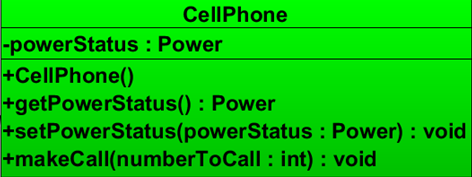 CellPhone
-powerStatus : Power
+CellPhone()
+getPowerStatus() : Power
+setPowerStatus(powerStatus : Power) : void
+makeCall(numberToCall : int) : void